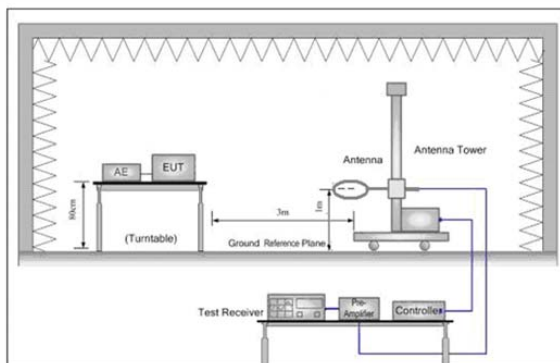 EUT
AE
Antenna
Antenna Tower
80cm
(Turntable)
3m
1m
Ground Reference Plane
Test Receiver
Pre-
Amplifier
Controller